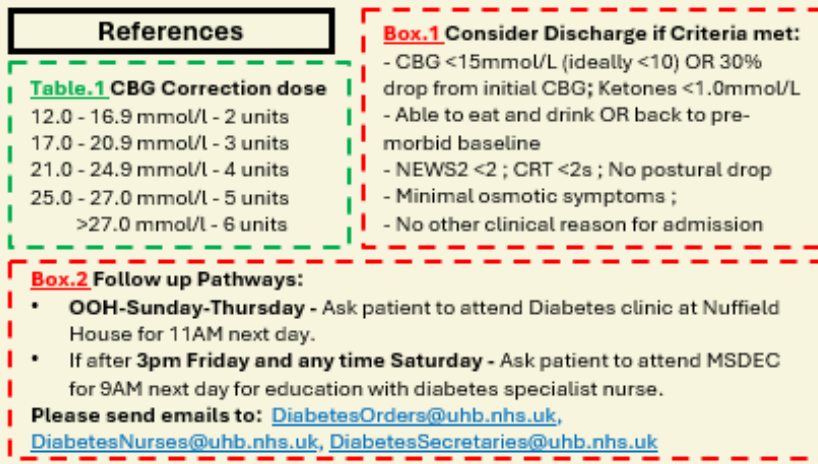 References
Table.1 CBG Correction dose
12.0 - 16.9 mmol/l - 2 units
17.0 - 20.9 mmol/l - 3 units
21.0 - 24.9 mmol/l - 4 units
25.0 - 27.0 mmol/l - 5 units
>27.0 mmol/l - 6 units
Box.1 Consider Discharge if Criteria met:
- CBG <15mmol/L (ideally <10) OR 30%
drop from initial CBG; Ketones <1.0mmol/L
- Able to eat and drink OR back to pre-
morbid baseline
- NEWS2 <2 ; CRT <2s ; No postural drop
- Minimal osmotic symptoms ;
- No other clinical reason for admission
Box.2 Follow up Pathways:
• OOH-Sunday-Thursday - Ask patient to attend Diabetes clinic at Nuffield
House for 11AM next day.
• If after 3pm Friday and any time Saturday - Ask patient to attend MSDEC
for 9AM next day for education with diabetes specialist nurse.
Please send emails to: DiabetesOrders@uhb.nhs.uk,
DiabetesNurses@uhb.nhs.uk, DiabetesSecretaries@uhb.nhs.uk